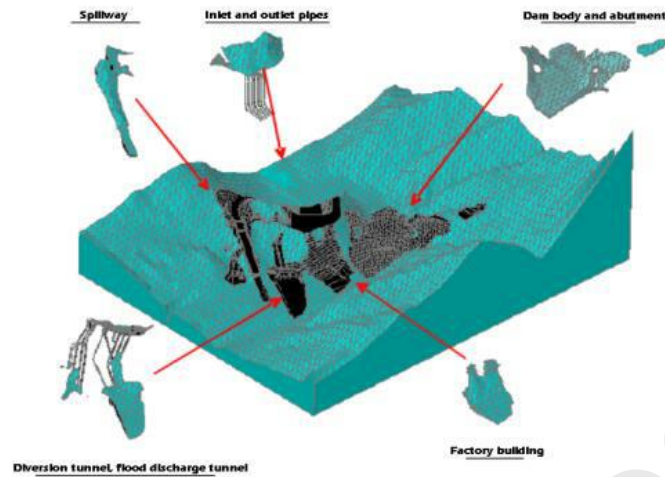 Spillway
Inlet and outlet pipes
Dam body and abutment
Factory building
Diversion tunnel, flood discharge tunnel